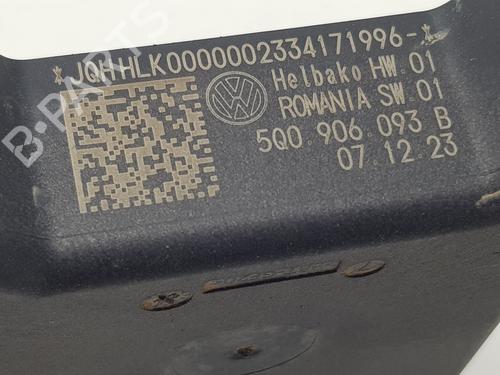 *JQHHLK0000002334171996-*
Helbako HW.01
ROMANIA SW.01
5Q0.906.093 B
07.12.23
B-PARTS